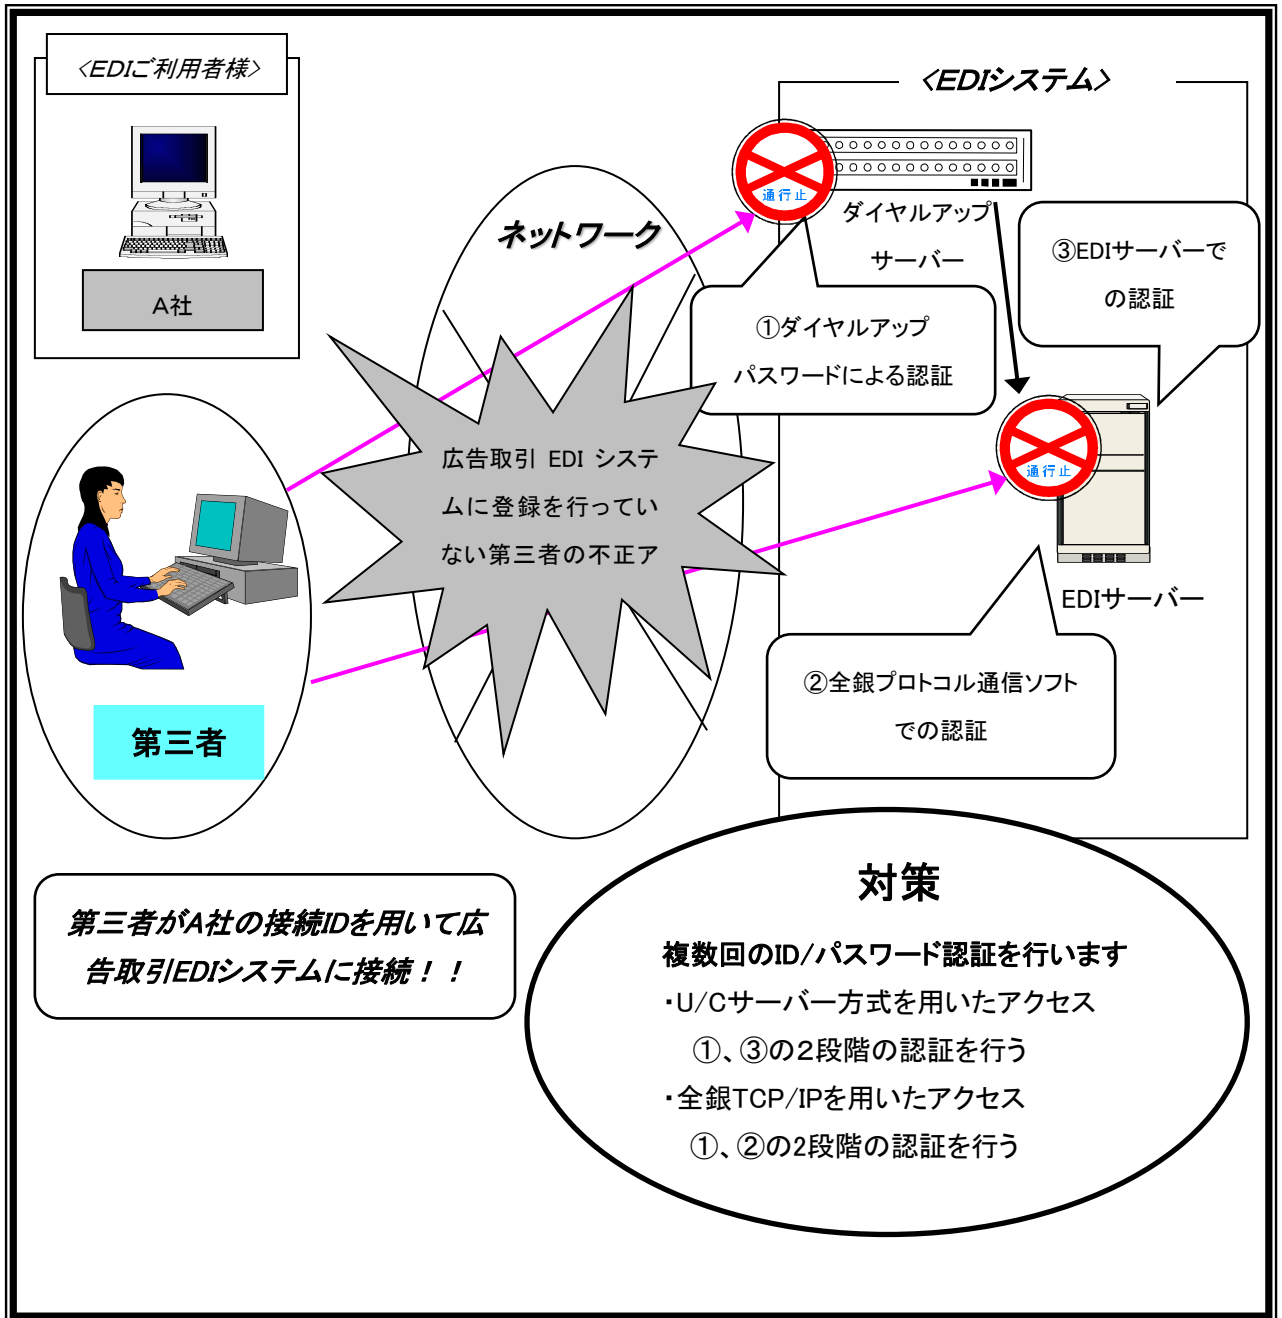 <EDIご利用者様>
A社
<EDIシステム>
通行止
ダイヤルアップ
サーバー
ネットワーク
③EDIサーバーで
の認証
①ダイヤルアップ
パスワードによる認証
広告取引 EDI システ
ムに登録を行ってい
ない第三者の不正ア
通行止
EDIサーバー
②全銀プロトコル通信ソフト
での認証
第三者
第三者がA社の接続IDを用いて広
告取引EDIシステムに接続！！
対策
複数回のID/パスワード認証を行います
・U/Cサーバー方式を用いたアクセス
①、③の２段階の認証を行う
・全銀TCP/IPを用いたアクセス
①、②の2段階の認証を行う